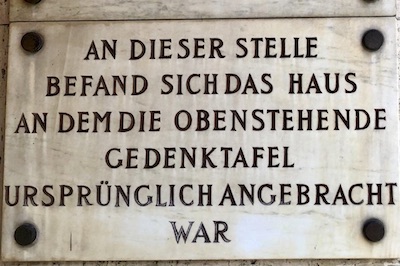 AN DIESER STELLE
BEFAND SICH DAS HAUS
AN DEM DIE OBENSTEHENDE
GEDENKTAFEL
URSPRÜNGLICH ANGEBRACHT
WAR